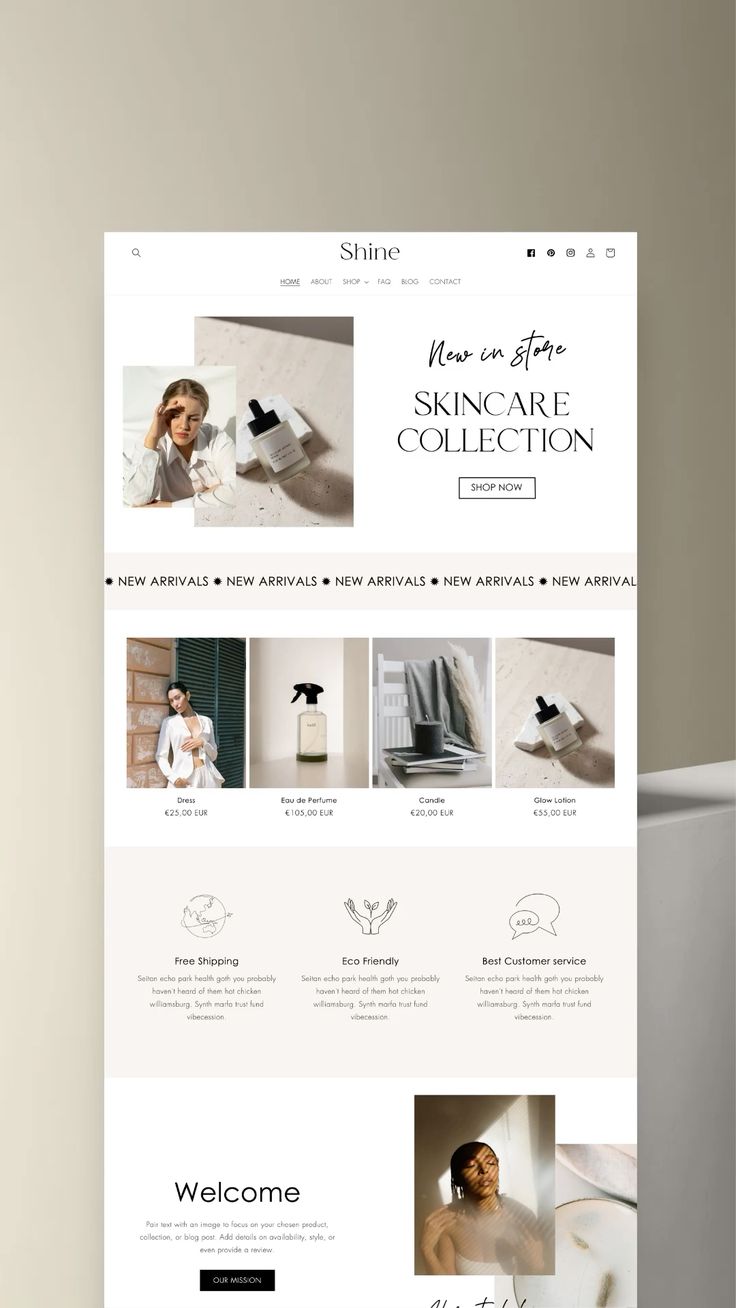 Shine
HOME ABOUT SHOP FAQ BLOG CONTACT
New in store
SKINCARE
COLLECTION
SHOP NOW
✹ NEW ARRIVALS ✹ NEW ARRIVALS ✹ NEW ARRIVALS ✹ NEW ARRIVALS ✹ NEW ARRIVAL
Dress
€25,00 EUR
Eau de Perfume
€105,00 EUR
Candle
€20,00 EUR
Glow Lotion
€55,00 EUR
Free Shipping
Seitan echo park health goth you probably
haven't heard of them hot chicken
williamsburg. Synth marfa trust fund
vibecession.
Eco Friendly
Seitan echo park health goth you probably
haven't heard of them hot chicken
williamsburg. Synth marfa trust fund
vibecession.
Best Customer service
Seitan echo park health goth you probably
haven't heard of them hot chicken
williamsburg. Synth marfa trust fund
vibecession.
Welcome
Pair text with an image to focus on your chosen product,
collection, or blog post. Add details on availability, style, or
even provide a review.
OUR MISSION